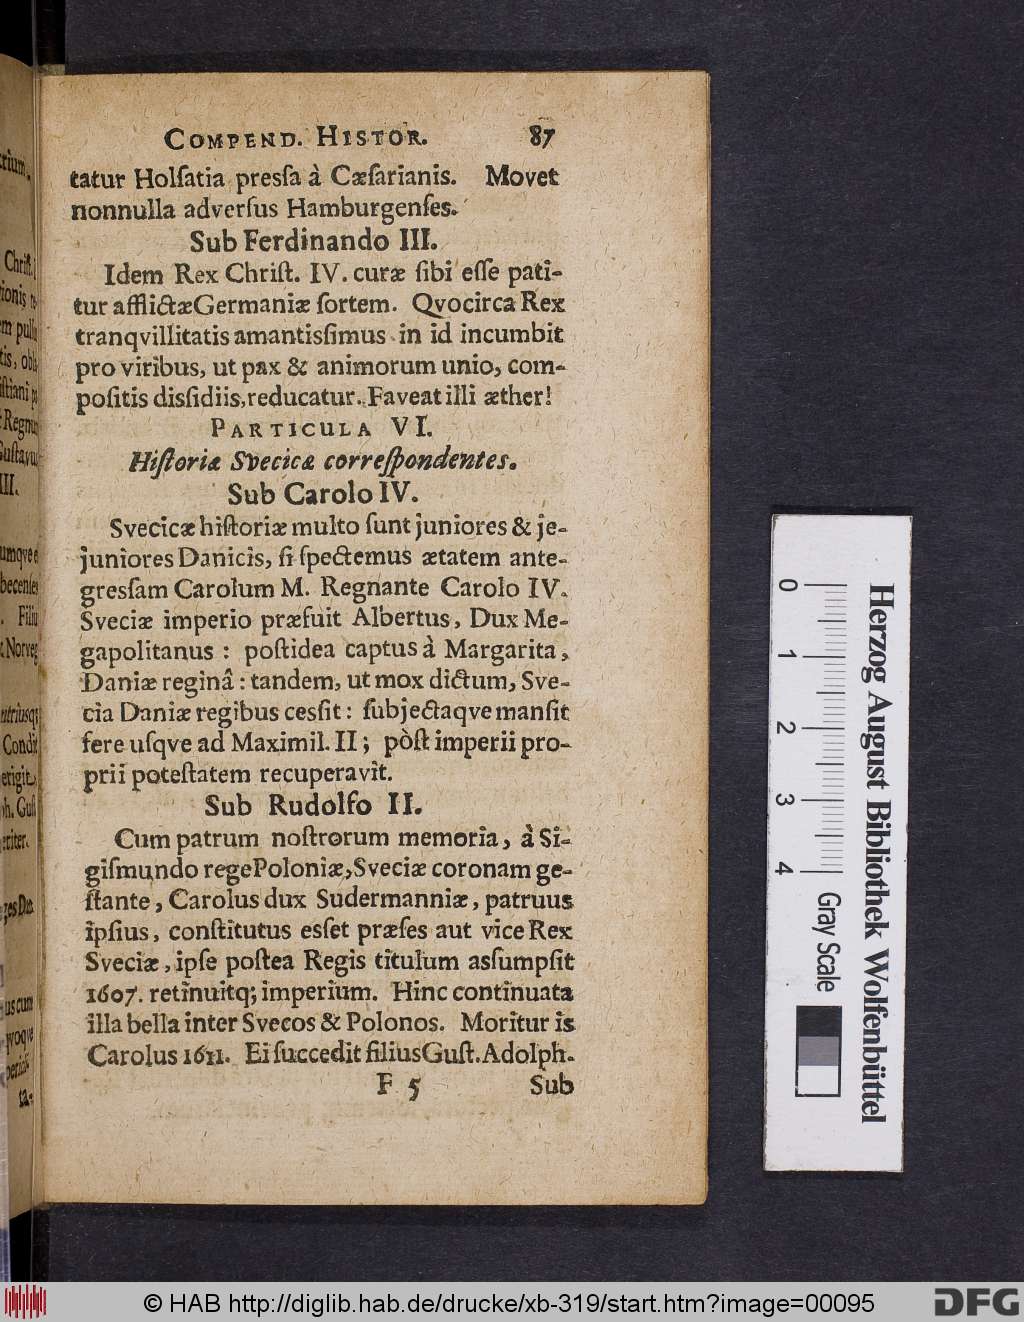 COMPEND. HISTOR. 87
tatur Holſatia preſſa à Cæſarianis. Movet
nonnulla adverſus Hamburgenſes.
Sub Ferdinando III.
Idem Rex Chriſt. IV. curæ ſibi eſſe pati-
tur afflictæ Germaniæ ſortem. Qvocirca Rex
tranqvillitatis amantisſimus in id incumbit
pro viribus, ut pax & animorum unio, com-
poſitis disſidiis, reducatur. Faveat illi æther!
PARTICULA VI.
Hiſtoriæ Svecicæ correſpondentes.
Sub Carolo IV.
Svecicæ hiſtoriæ multo ſunt juniores & je-
juniores Danicis, ſi ſpectemus ætatem ante-
gresſam Carolum M. Regnante Carolo IV.
Sveciæ imperio præfuit Albertus, Dux Me-
gapolitanus : poſtidea captus à Margarita,
Daniæ reginâ : tandem, ut mox dictum, Sve-
cia Daniæ regibus cesſit : ſubjectaqve manſit
fere uſqve ad Maximil. II ; pòſt imperii pro-
prii poteſtatem recuperavit.
Sub Rudolfo II.
Cum patrum noſtrorum memoria, à Si-
giſmundo rege Poloniæ, Sveciæ coronam ge-
ſtante, Carolus dux Sudermanniæ, patruus
ipſius, conſtitutus esſet præſes aut vice Rex
Sveciæ, ipſe poſtea Regis titulum asſumpſit
1607. retinuitq; imperium. Hinc continuata
illa bella inter Svecos & Polonos. Moritur is
Carolus 1611. Ei ſuccedit filius Guſt. Adolph.
F 5 Sub
0 1 2 3 4
Gray Scale
Herzog August Bibliothek Wolfenbüttel
© HAB http://diglib.hab.de/drucke/xb-319/start.htm?image=00095
DFG